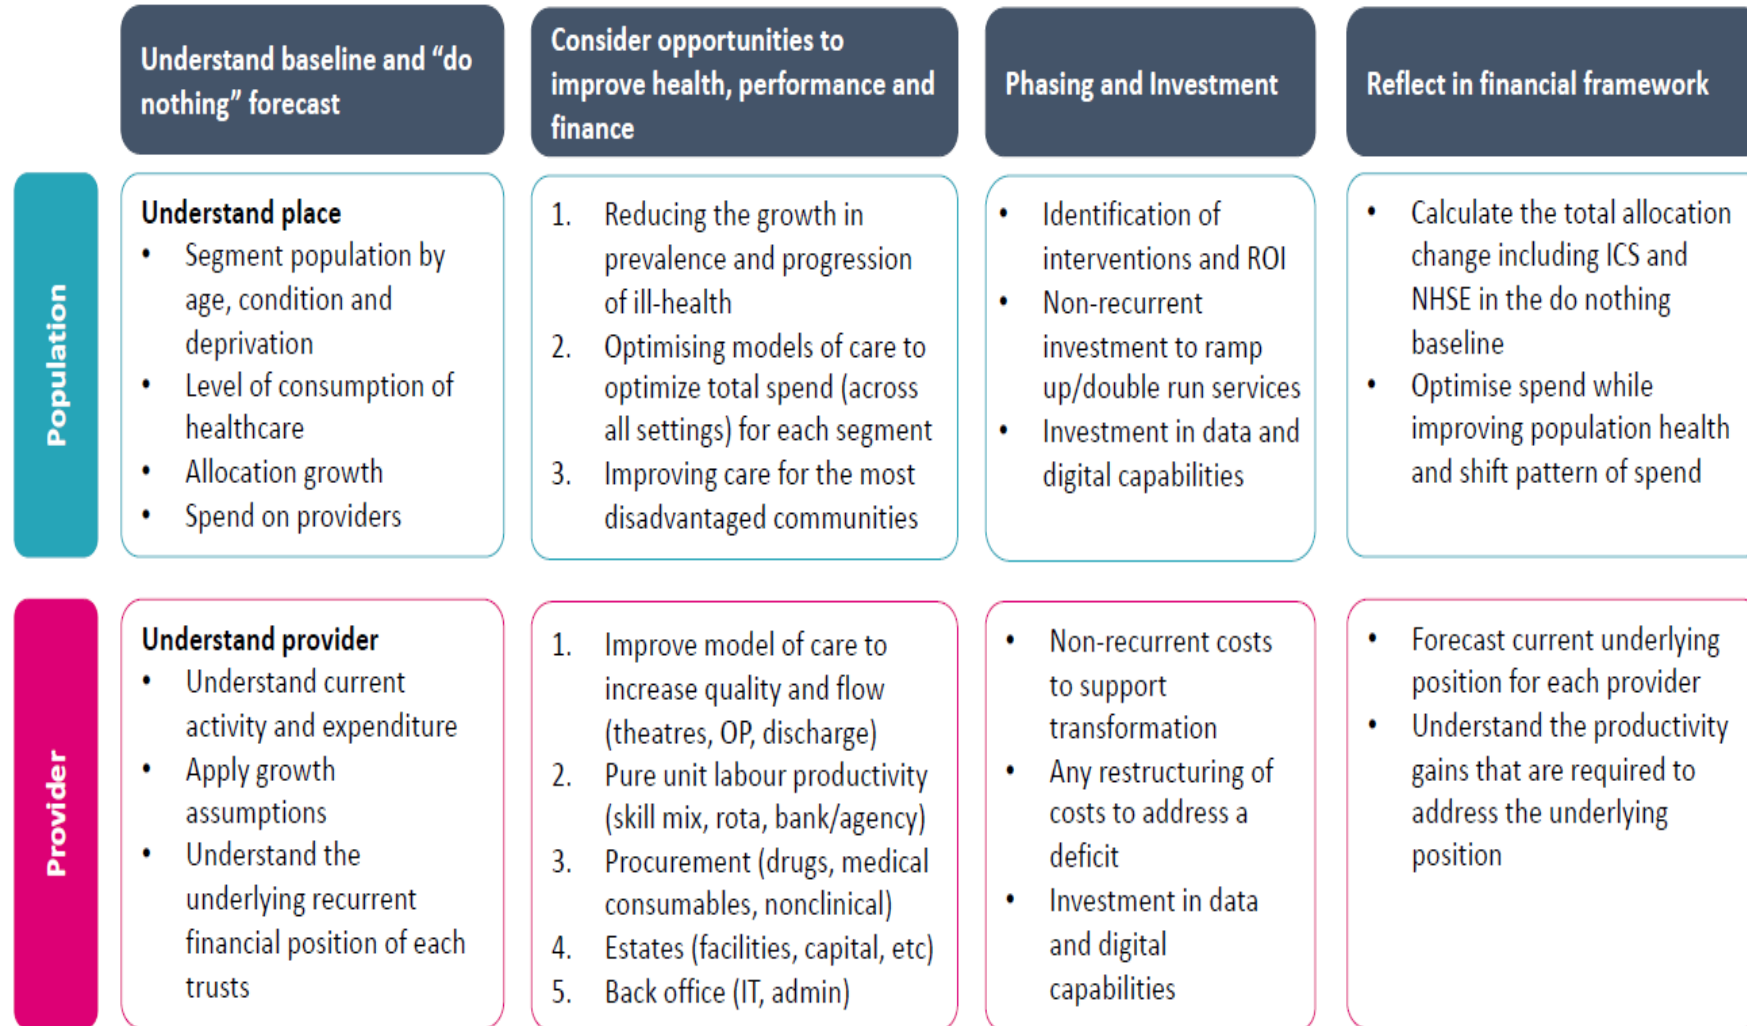 Understand baseline and “do
nothing” forecast
Consider opportunities to
improve health, performance and
finance
Phasing and Investment
Reflect in financial framework
Population
Understand place
• Segment population by
age, condition and
deprivation
• Level of consumption of
healthcare
• Allocation growth
• Spend on providers
1. Reducing the growth in
prevalence and progression
of ill-health
2. Optimising models of care to
optimize total spend (across
all settings) for each segment
3. Improving care for the most
disadvantaged communities
• Identification of
interventions and ROI
• Non-recurrent
investment to ramp
up/double run services
• Investment in data and
digital capabilities
• Calculate the total allocation
change including ICS and
NHSE in the do nothing
baseline
• Optimise spend while
improving population health
and shift pattern of spend
Provider
Understand provider
• Understand current
activity and expenditure
• Apply growth
assumptions
• Understand the
underlying recurrent
financial position of each
trusts
1. Improve model of care to
increase quality and flow
(theatres, OP, discharge)
2. Pure unit labour productivity
(skill mix, rota, bank/agency)
3. Procurement (drugs, medical
consumables, nonclinical)
4. Estates (facilities, capital, etc)
5. Back office (IT, admin)
• Non-recurrent costs
to support
transformation
• Any restructuring of
costs to address a
deficit
• Investment in data
and digital
capabilities
• Forecast current underlying
position for each provider
• Understand the productivity
gains that are required to
address the underlying
position